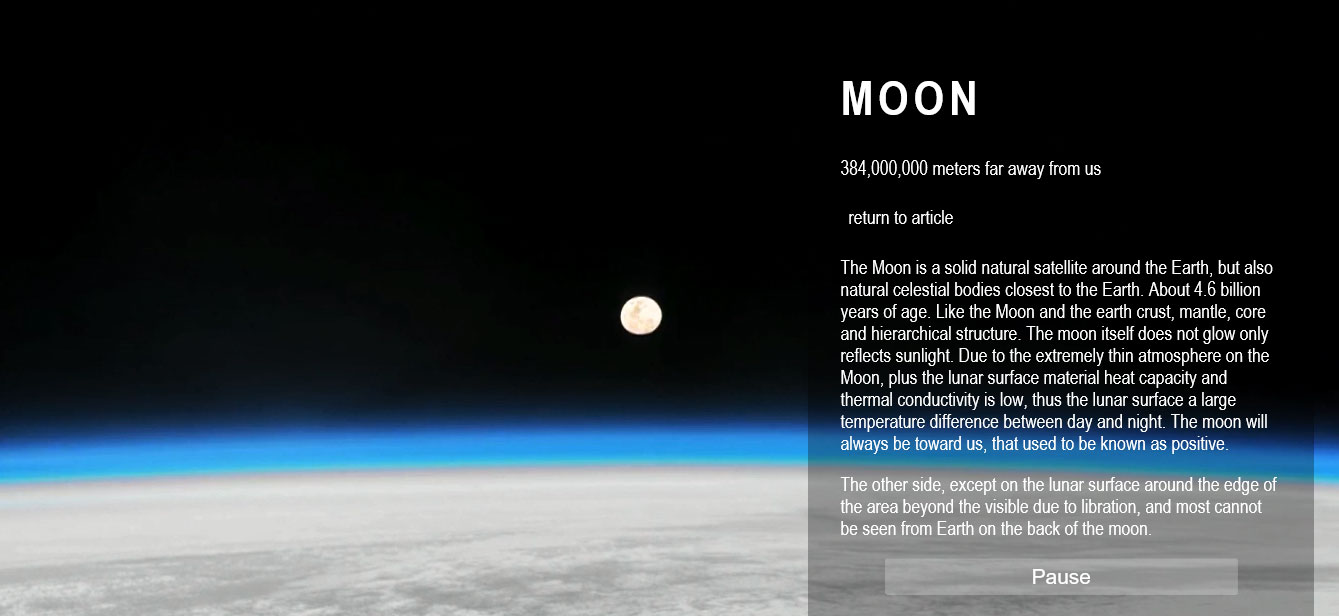 MOON
384,000,000 meters far away from us
return to article
The Moon is a solid natural satellite around the Earth, but also
natural celestial bodies closest to the Earth. About 4.6 billion
years of age. Like the Moon and the earth crust, mantle, core
and hierarchical structure. The moon itself does not glow only
reflects sunlight. Due to the extremely thin atmosphere on the
Moon, plus the lunar surface material heat capacity and
thermal conductivity is low, thus the lunar surface a large
temperature difference between day and night. The moon will
always be toward us, that used to be known as positive.
The other side, except on the lunar surface around the edge of
the area beyond the visible due to libration, and most cannot
be seen from Earth on the back of the moon.
Pause